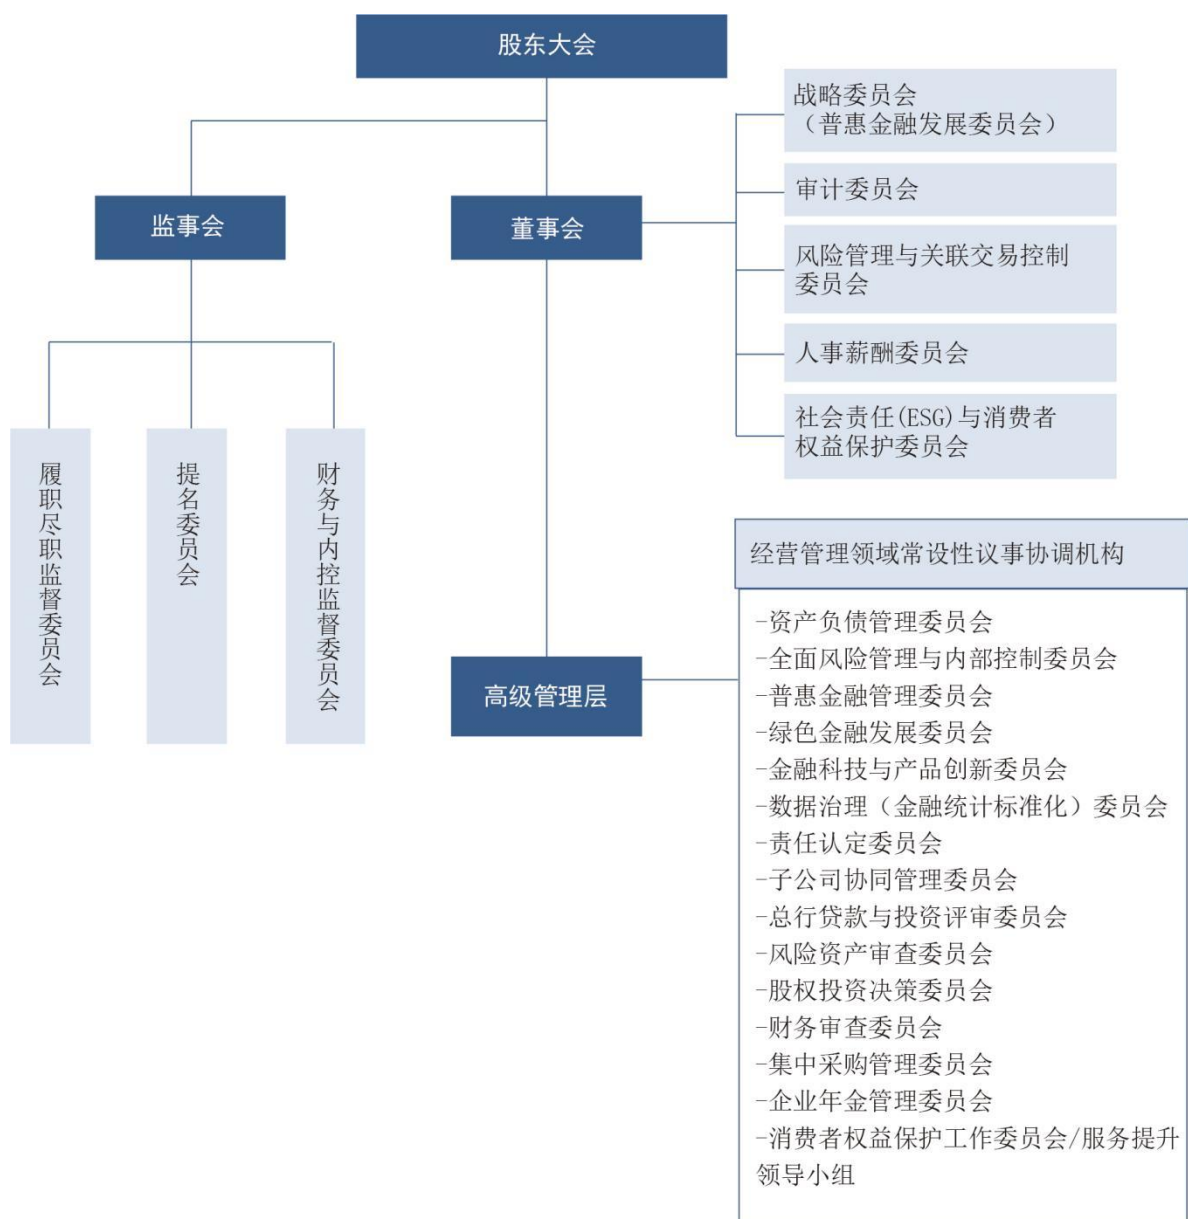 股东大会
战略委员会
（普惠金融发展委员会）
审计委员会
监事会
董事会
风险管理与关联交易控制
委员会
人事薪酬委员会
社会责任(ESG)与消费者
权益保护委员会
履职尽职监督委员会
提名委员会
财务与内控监督委员会
经营管理领域常设性议事协调机构
高级管理层
-资产负债管理委员会
-全面风险管理与内部控制委员会
-普惠金融管理委员会
-绿色金融发展委员会
-金融科技与产品创新委员会
-数据治理（金融统计标准化）委员会
-责任认定委员会
-子公司协同管理委员会
-总行贷款与投资评审委员会
-风险资产审查委员会
-股权投资决策委员会
-财务审查委员会
-集中采购管理委员会
-企业年金管理委员会
-消费者权益保护工作委员会/服务提升
领导小组